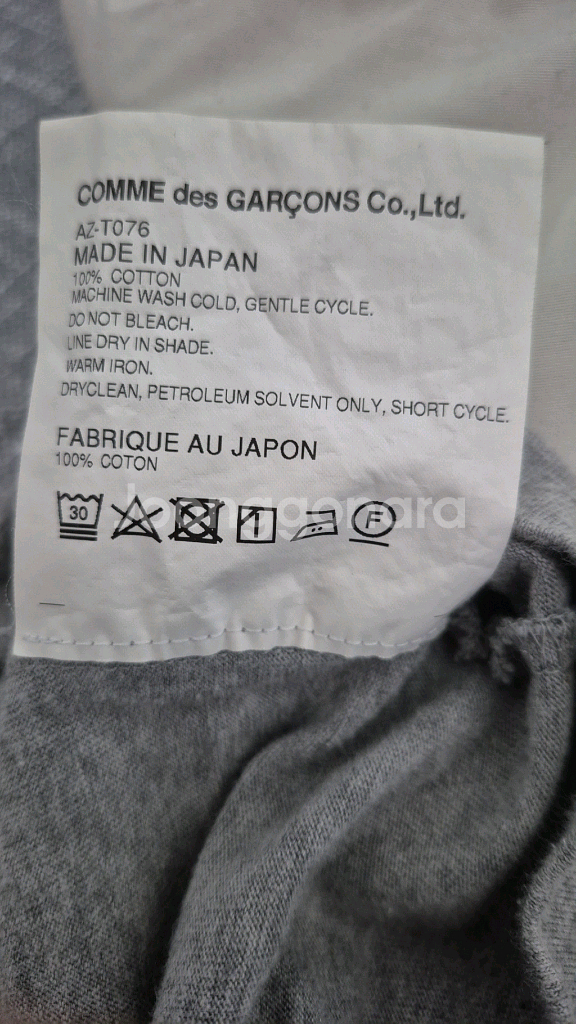 COMME des GARÇONS Co.,Ltd.
AZ-T076
MADE IN JAPAN
100% COTTON
MACHINE WASH COLD, GENTLE CYCLE.
DO NOT BLEACH.
LINE DRY IN SHADE.
WARM IRON.
DRYCLEAN, PETROLEUM SOLVENT ONLY, SHORT CYCLE.
FABRIQUE AU JAPON
100% COTON
30 F
joonggonara